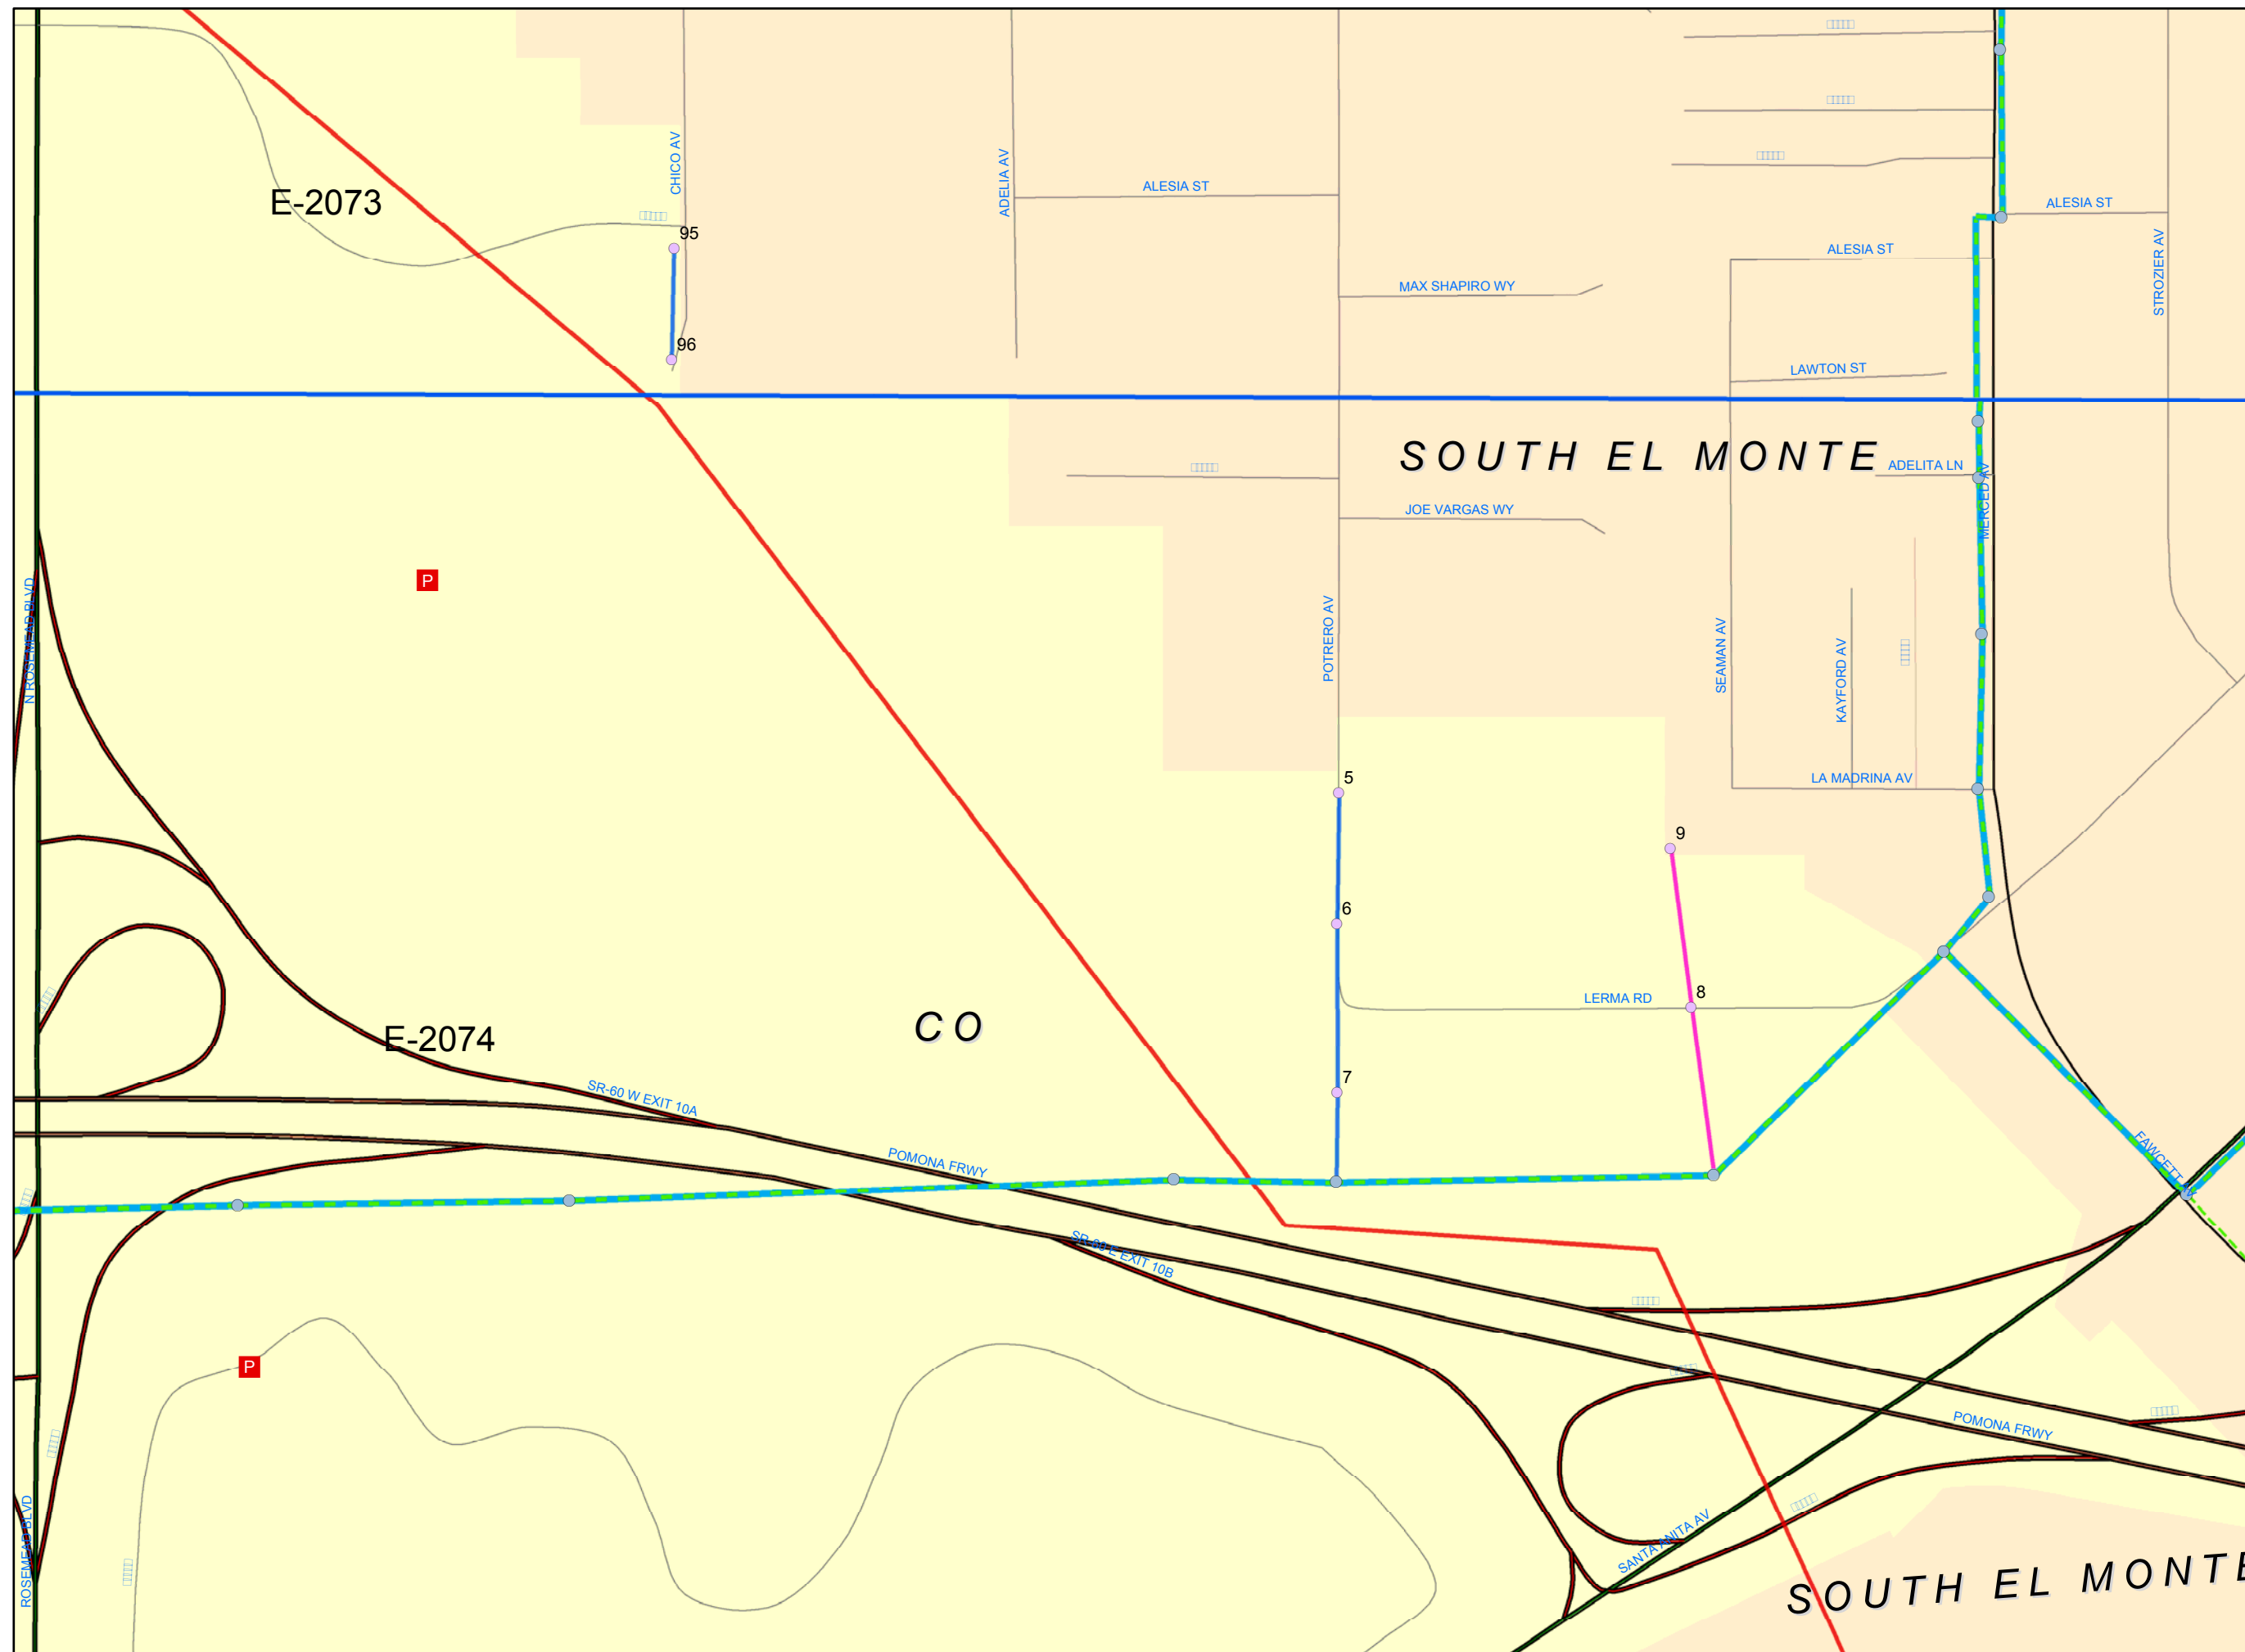 CHICO AV
ADELIA AV
ALESIA ST
ALESIA ST
E-2073
95
STROZIER AV
ALESIA ST
MAX SHAPIRO WY
96
LAWTON ST
SOUTH EL MONTE
ADELITA LN
MERCED AV
JOE VARGAS WY
P
N ROSEMEAD BLVD
POTRERO AV
SEAMAN AV
KAYFORD AV
5
LA MADRINA AV
9
6
8
LERMA RD
CO
E-2074
7
SR-60 W EXIT 10A
POMONA FRWY
FAWCETT AV
SR-60 E EXIT 10B
P
POMONA FRWY
ROSEMEAD BLVD
SANTA ANITA AV
SOUTH EL MONTE